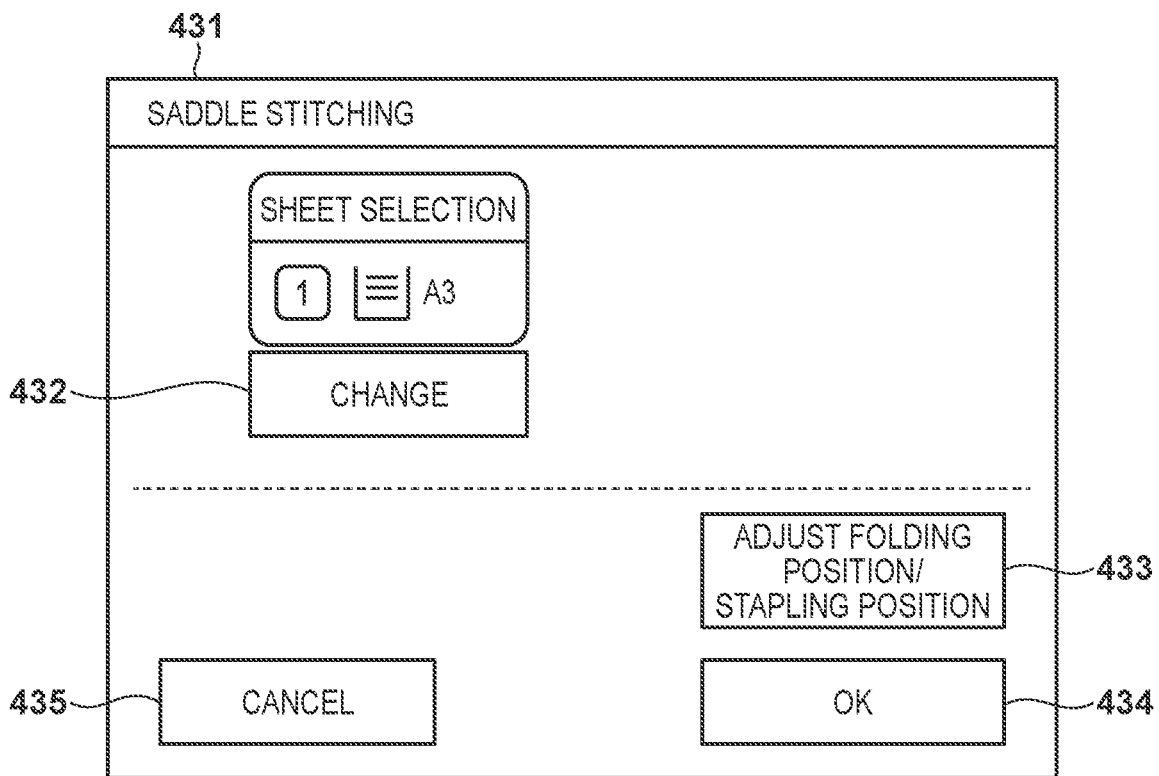 431
SADDLE STITCHING
SHEET SELECTION
1 A3
432
CHANGE
ADJUST FOLDING
POSITION/
STAPLING POSITION
433
435
CANCEL
OK
434